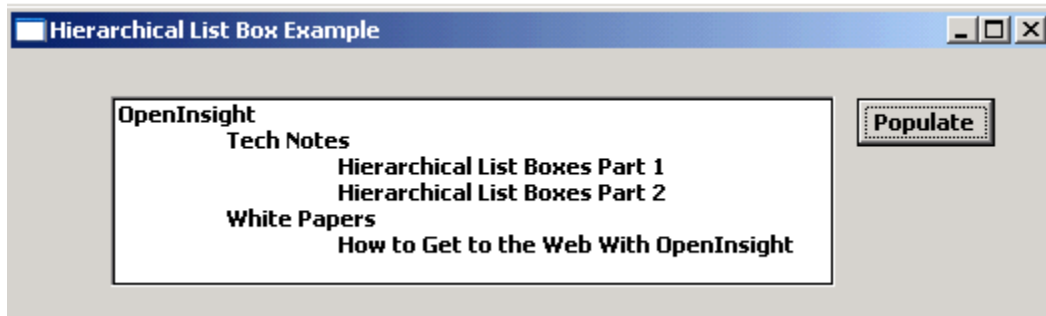 Hierarchical List Box Example
OpenInsight
Tech Notes
Hierarchical List Boxes Part 1
Hierarchical List Boxes Part 2
White Papers
How to Get to the Web With OpenInsight
Populate